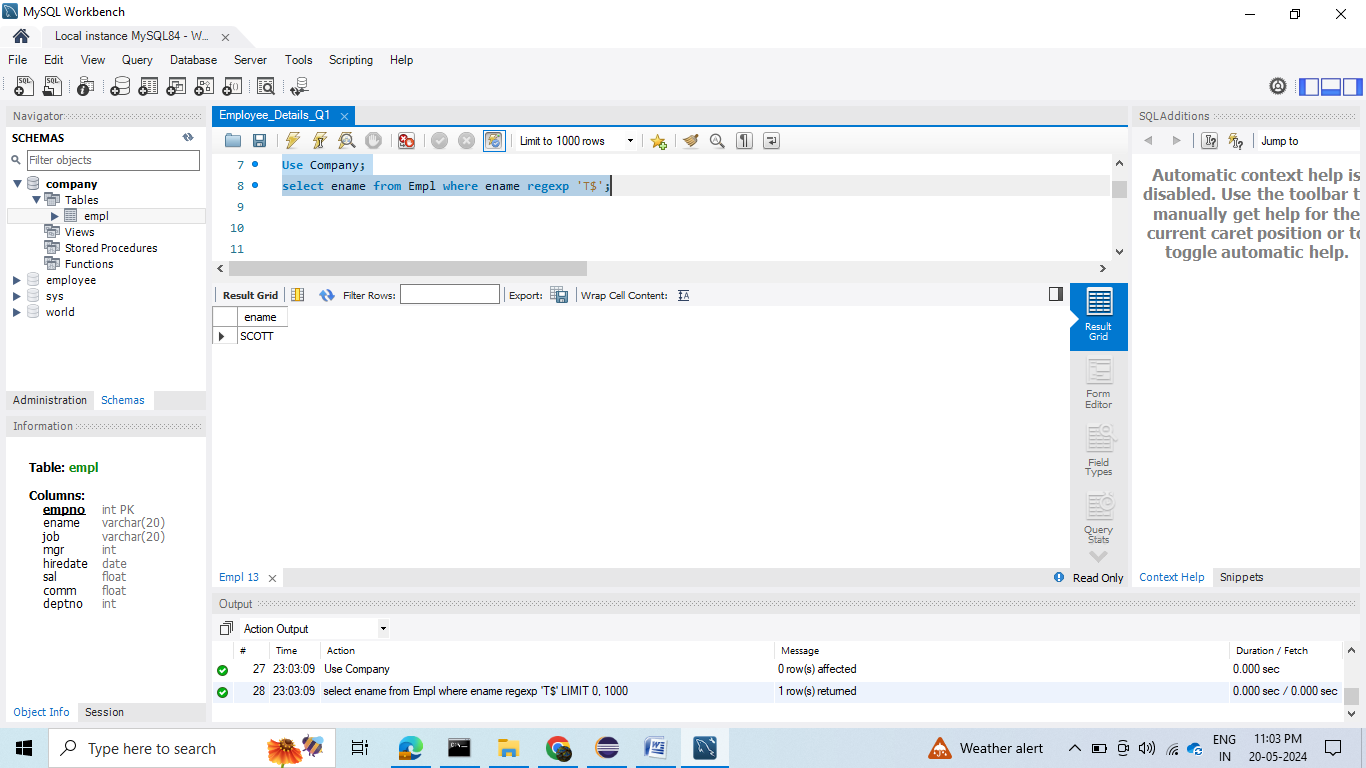 MySQL Workbench
Local instance MySQL84 - W...
File Edit View Query Database Server Tools Scripting Help
Navigator
SCHEMAS
Filter objects
company
Tables
empl
Views
Stored Procedures
Functions
employee
sys
world
Administration Schemas
Information
Table: empl
Columns:
empno int PK
ename varchar(20)
job varchar(20)
mgr int
hiredate date
sal float
comm float
deptno int
Object Info Session
Employee_Details_Q1
Limit to 1000 rows
7 Use Company;
8 select ename from Empl where ename regexp 'T$';
9
10
11
Result Grid Filter Rows: Export: Wrap Cell Content:
ename
SCOTT
Result
Grid
Form
Editor
Field
Types
Query
Stats
Empl 13
Read Only
SQLAdditions
Jump to
Automatic context help is
disabled. Use the toolbar t
manually get help for the
current caret position or to
toggle automatic help.
Context Help Snippets
Output
Action Output
# Time Action Message Duration / Fetch
27 23:03:09 Use Company 0 row(s) affected 0.000 sec
28 23:03:09 select ename from Empl where ename regexp 'T$' LIMIT 0, 1000 1 row(s) returned 0.000 sec / 0.000 sec
Type here to search
Weather alert
ENG
IN
11:03 PM
20-05-2024